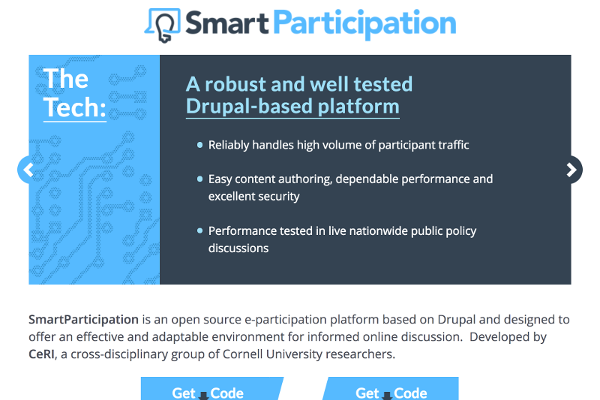 Smart Participation
The
Tech:
A robust and well tested
Drupal-based platform
Reliably handles high volume of participant traffic
Easy content authoring, dependable performance and
excellent security
Performance tested in live nationwide public policy
discussions
SmartParticipation is an open source e-participation platform based on Drupal and designed to
offer an effective and adaptable environment for informed online discussion.  Developed by
CeRI, a cross-disciplinary group of Cornell University researchers.
Get Code
Get Code